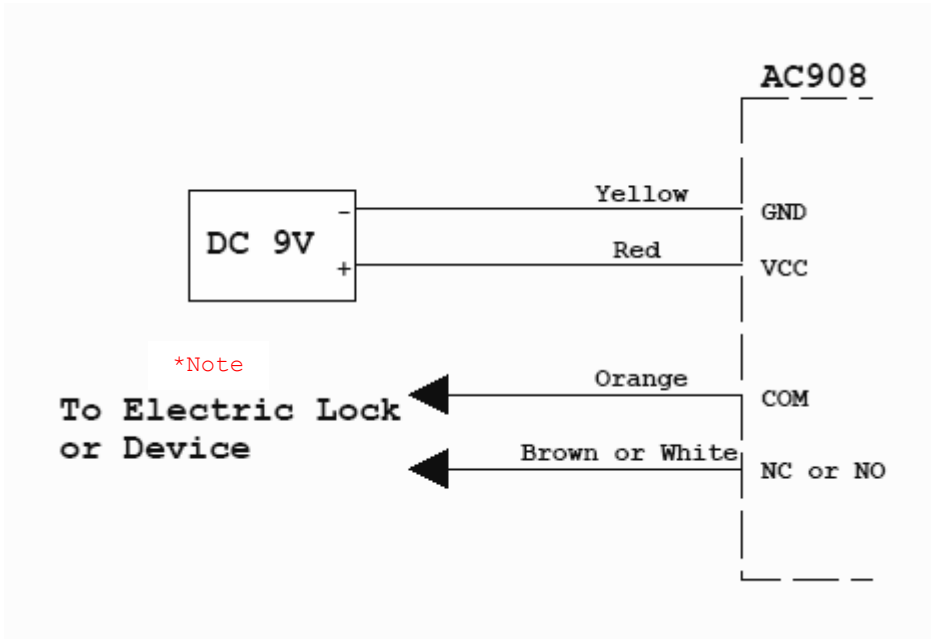 AC908
Yellow
-
GND
DC 9V
Red
+
VCC
*Note
Orange
To Electric Lock
COM
or Device
Brown or White
NC or NO